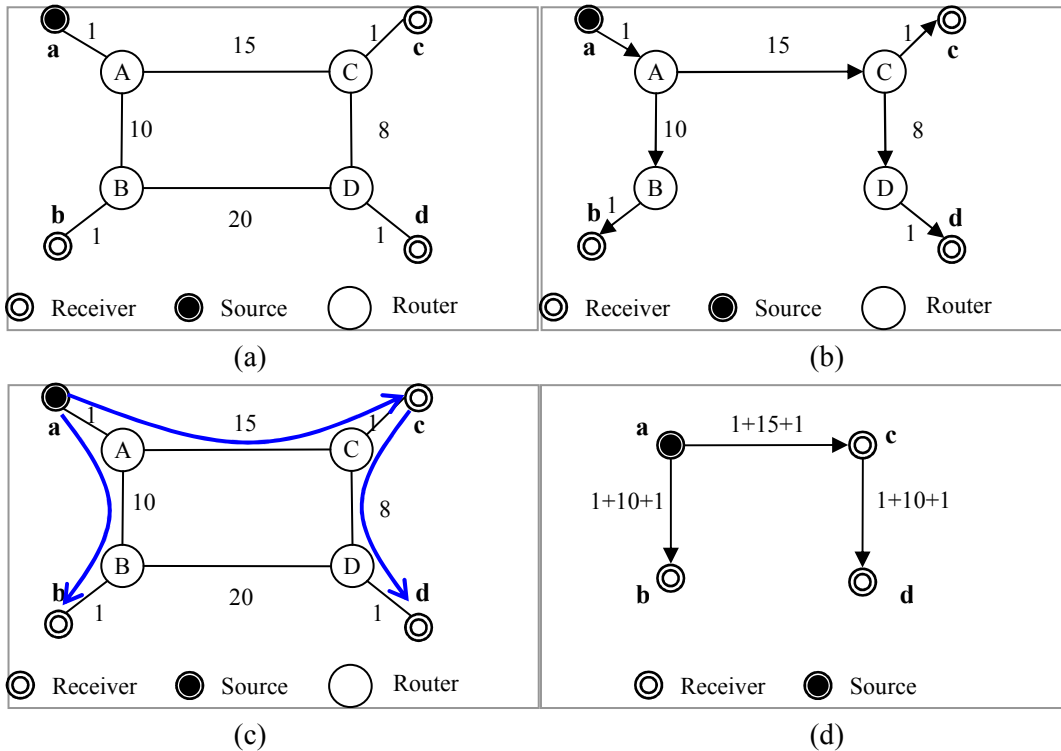 1
a
15
1
c
A
C
10
8
B
D
b
20
d
1
1
Receiver
Source
Router
(a)
1
a
15
1
c
A
C
10
8
B
D
b
1
d
1
Receiver
Source
Router
(b)
1
a
15
1
c
A
C
10
8
B
D
b
20
d
1
1
Receiver
Source
Router
(c)
a
1+15+1
c
1+10+1
1+10+1
b
d
Receiver
Source
(d)